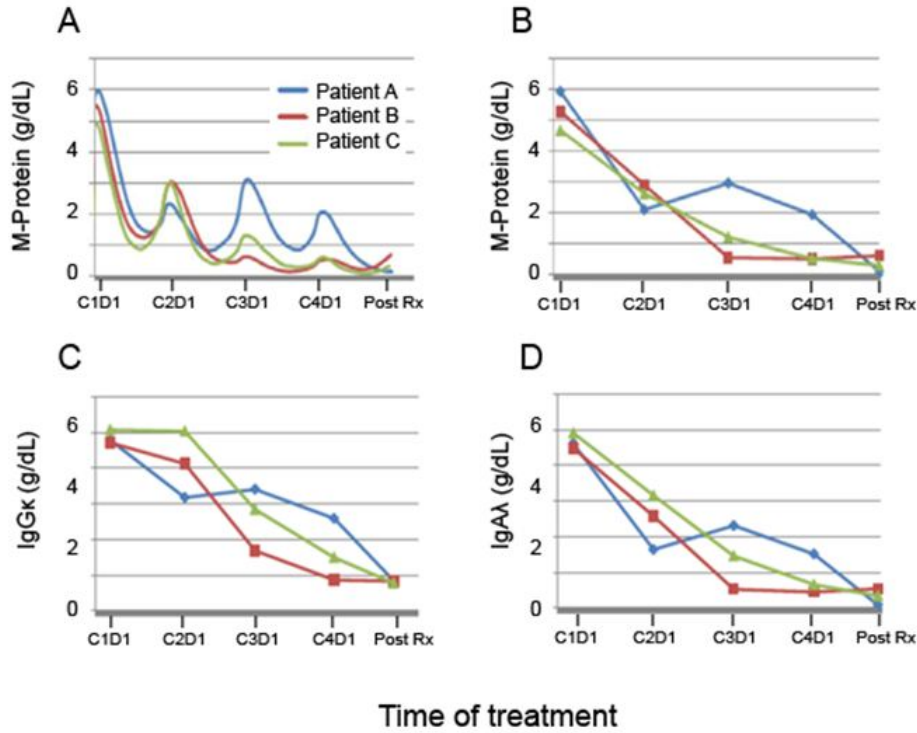 A
M-Protein (g/dL)
6
4
2
0
Patient A
Patient B
Patient C
C1D1 C2D1 C3D1 C4D1 Post Rx
B
M-Protein (g/dL)
6
4
2
0
C1D1 C2D1 C3D1 C4D1 Post Rx
C
IgGκ (g/dL)
6
4
2
0
C1D1 C2D1 C3D1 C4D1 Post Rx
D
IgAλ (g/dL)
6
4
2
0
C1D1 C2D1 C3D1 C4D1 Post Rx
Time of treatment